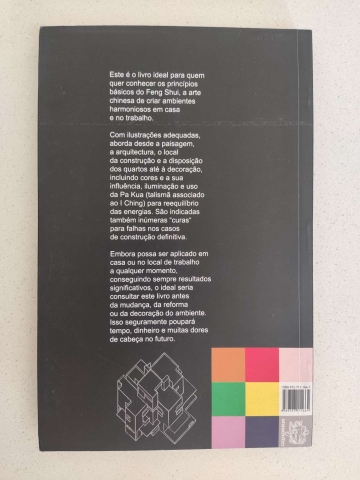 Este é o livro ideal para quem
quer conhecer os princípios
básicos do Feng Shui, a arte
chinesa de criar ambientes
harmoniosos em casa
e no trabalho.
Com ilustrações adequadas,
aborda desde a paisagem,
a arquitectura, o local
da construção e a disposição
dos quartos até à decoração,
incluindo cores e a sua
influência, iluminação e uso
da Pa Kua (talismã associado
ao I Ching) para reequilíbrio
das energias. São indicadas
também inúmeras "curas"
para falhas nos casos
de construção definitiva.
Embora possa ser aplicado em
casa ou no local de trabalho
a qualquer momento,
conseguindo sempre resultados
significativos, o ideal seria
consultar este livro antes
da mudança, da reforma
ou da decoração do ambiente.
Isso seguramente poupará
tempo, dinheiro e muitas dores
de cabeça no futuro.